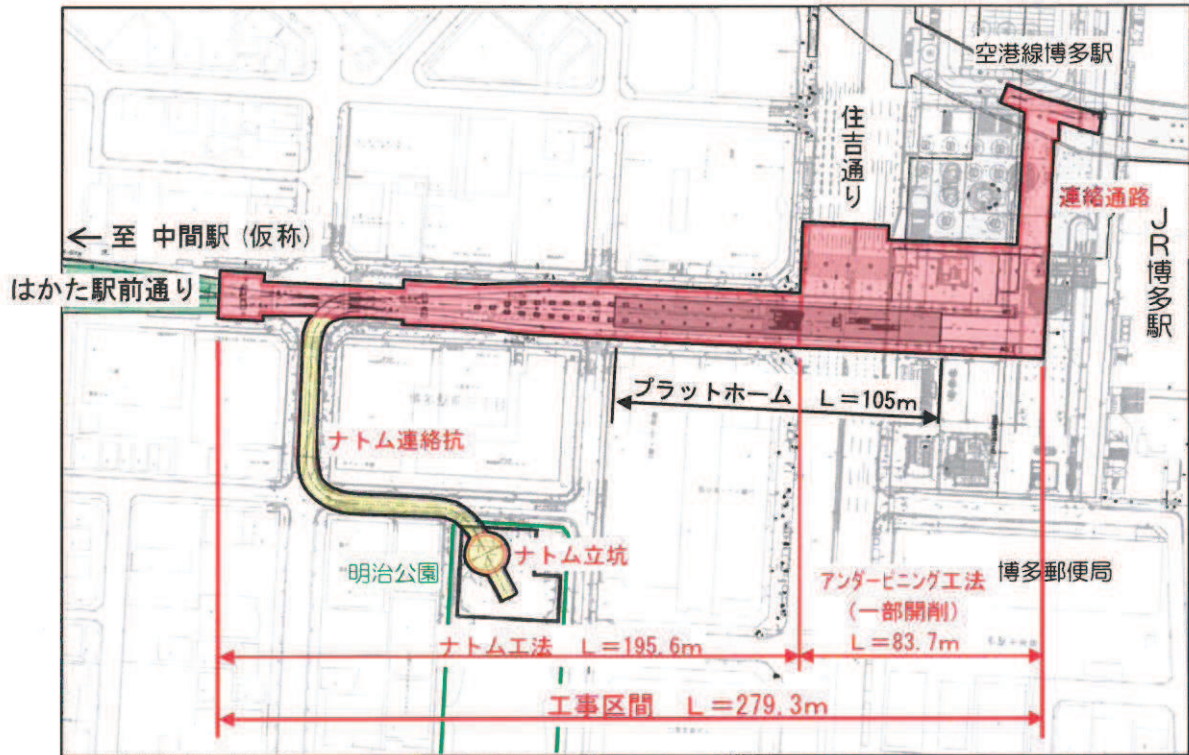 空港線博多駅
住吉通り
連絡通路
JR博多駅
← 至 中間駅(仮称)
はかた駅前通り
プラットホーム L=105m
ナトム連絡抗
ナトム立坑
明治公園
アンダーピニング工法
(一部開削)
L=83.7m
博多郵便局
ナトム工法 L=195.6m
工事区間 L=279.3m